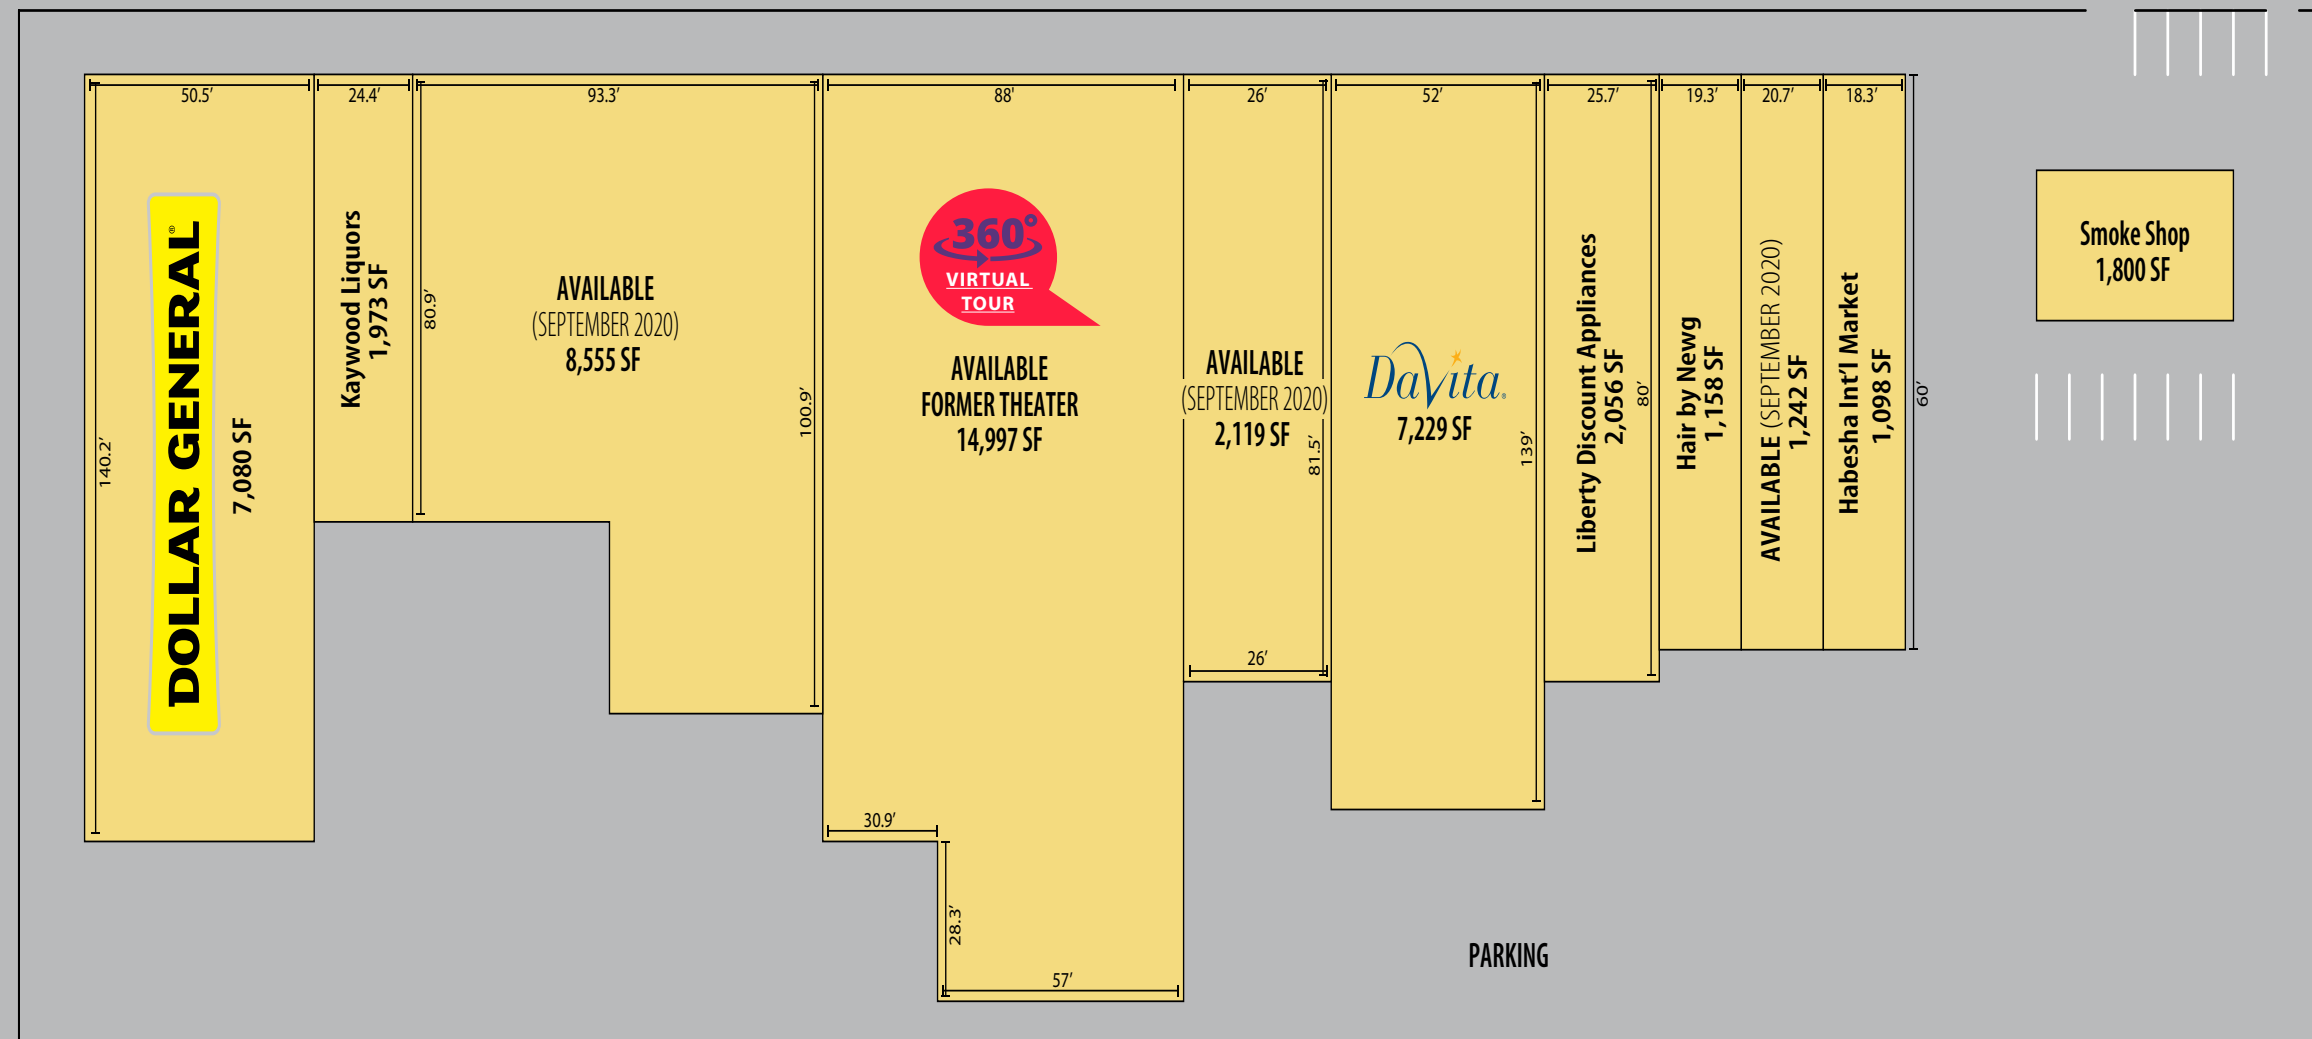 50.5’
24.4’
93.3’
88'
26’
52’
25.7’
19.3’
20.7’
18.3’
140.2’
DOLLAR GENERAL®
7,080 SF
Kaywood Liquors
1,973 SF
80.9’
AVAILABLE
(SEPTEMBER 2020)
8,555 SF
100.9’
360°
VIRTUAL
TOUR
AVAILABLE
FORMER THEATER
14,997 SF
30.9’
28.3’
57’
AVAILABLE
(SEPTEMBER 2020)
2,119 SF
81.5’
26’
DaVita®
7,229 SF
139’
Liberty Discount Appliances
2,056 SF
80’
Hair by Newg
1,158 SF
AVAILABLE (SEPTEMBER 2020)
1,242 SF
Habesha Int’l Market
1,098 SF
60’
Smoke Shop
1,800 SF
PARKING